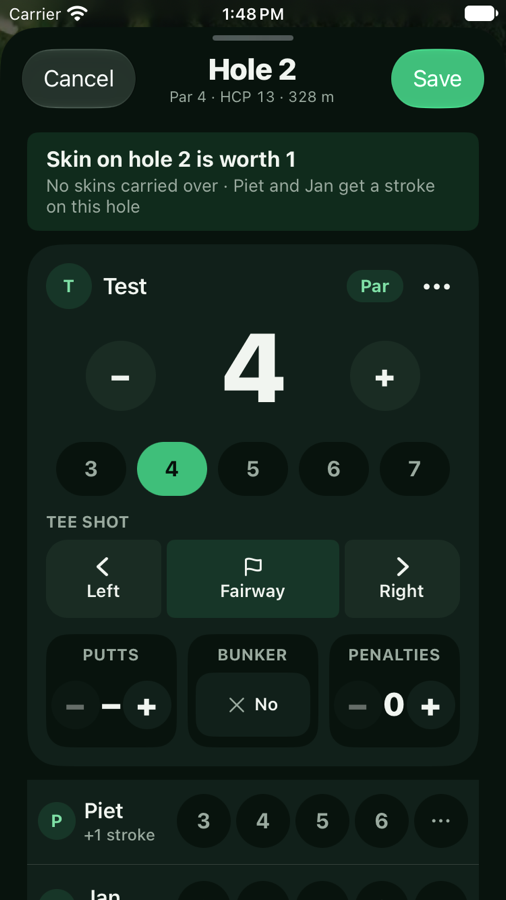 Carrier 1:48 PM
Cancel Hole 2 Save
Par 4 · HCP 13 · 328 m
Skin on hole 2 is worth 1
No skins carried over · Piet and Jan get a stroke
on this hole
T Test Par •••
− 4 +
3 4 5 6 7
TEE SHOT
Left Fairway Right
PUTTS BUNKER PENALTIES
− – + No − 0 +
P Piet 3 4 5 6 ···
+1 stroke
Jan